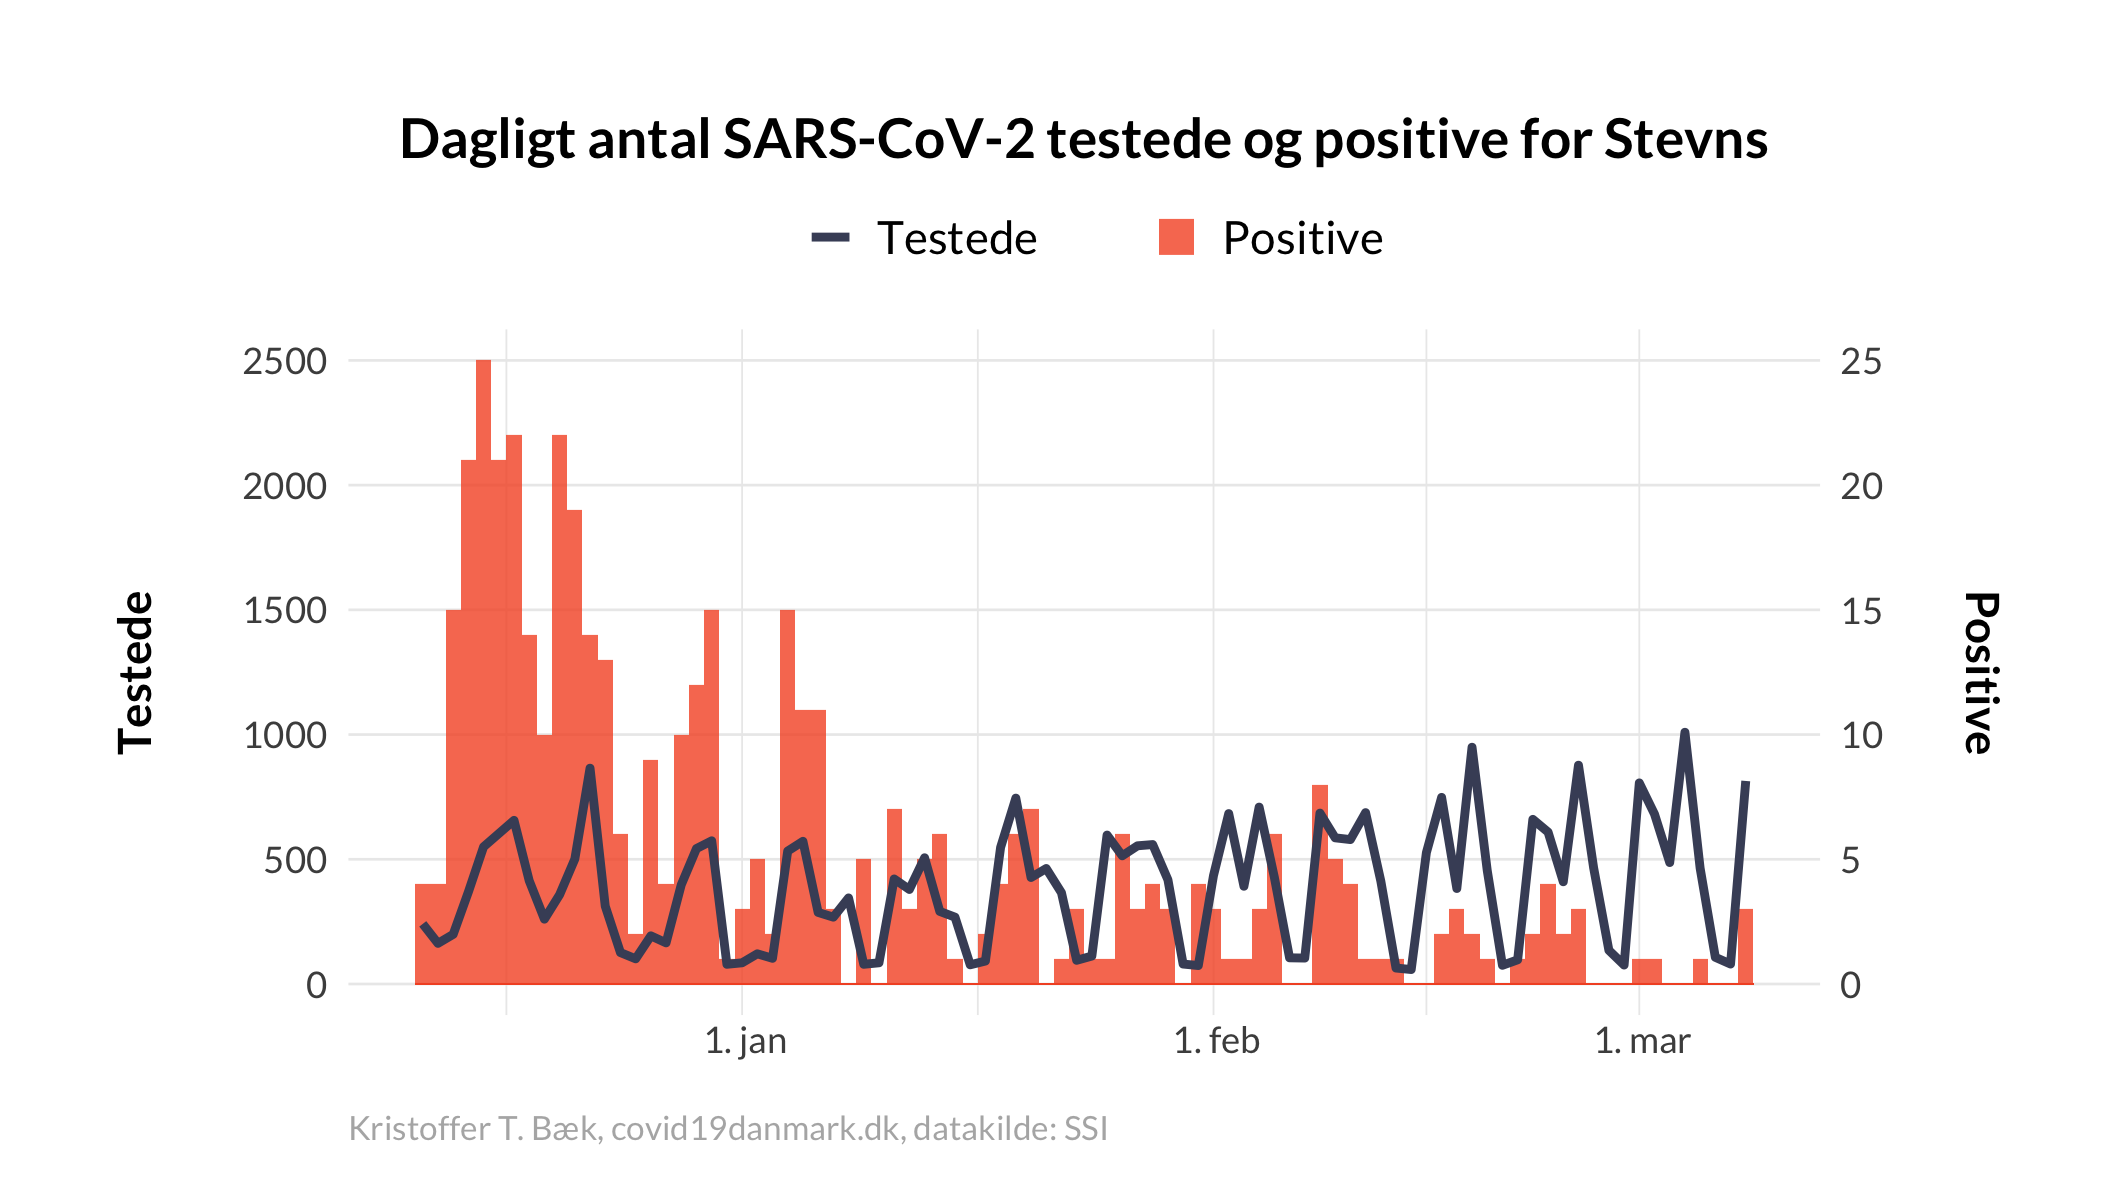 Dagligt antal SARS-CoV-2 testede og positive for Stevns
Testede Positive
2500 25
2000 20
1500 15
1000 10
500 5
0 0
Testede
Positive
1. jan 1. feb 1. mar
Kristoffer T. Bæk, covid19danmark.dk, datakilde: SSI